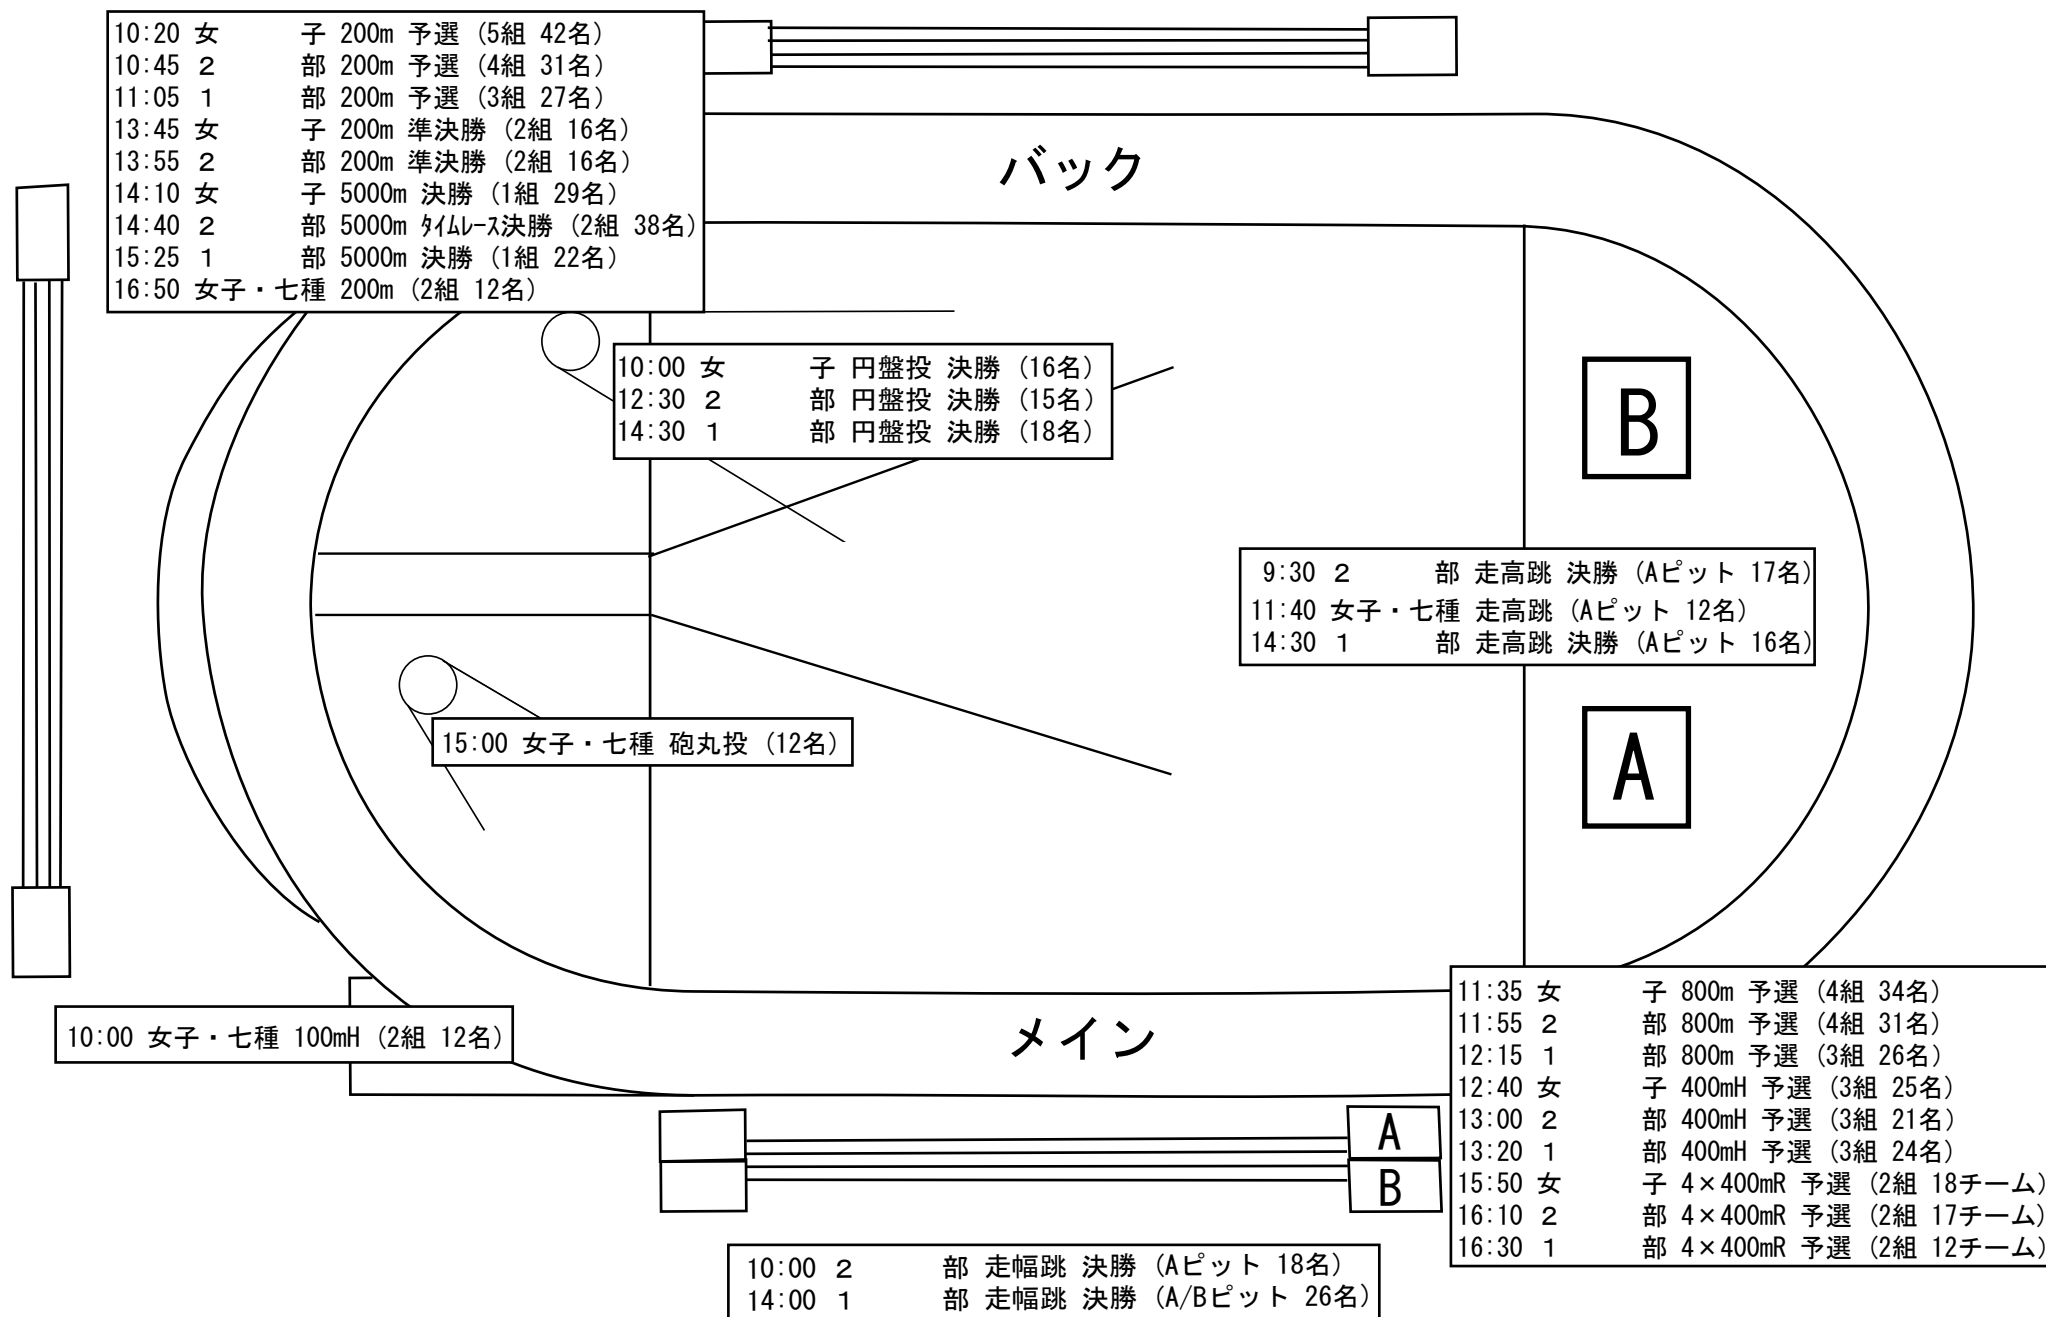 10:20 女 子 200m 予選 (5組 42名)
10:45 2 部 200m 予選 (4組 31名)
11:05 1 部 200m 予選 (3組 27名)
13:45 女 子 200m 準決勝 (2組 16名)
13:55 2 部 200m 準決勝 (2組 16名)
14:10 女 子 5000m 決勝 (1組 29名)
14:40 2 部 5000m ﾀｲﾑﾚｰｽ決勝 (2組 38名)
15:25 1 部 5000m 決勝 (1組 22名)
16:50 女子・七種 200m (2組 12名)
バック
10:00 女 子 円盤投 決勝 (16名)
12:30 2 部 円盤投 決勝 (15名)
14:30 1 部 円盤投 決勝 (18名)
B
9:30 2 部 走高跳 決勝 (Aピット 17名)
11:40 女子・七種 走高跳 (Aピット 12名)
14:30 1 部 走高跳 決勝 (Aピット 16名)
15:00 女子・七種 砲丸投 (12名)
A
10:00 女子・七種 100mH (2組 12名)
メイン
11:35 女 子 800m 予選 (4組 34名)
11:55 2 部 800m 予選 (4組 31名)
12:15 1 部 800m 予選 (3組 26名)
12:40 女 子 400mH 予選 (3組 25名)
13:00 2 部 400mH 予選 (3組 21名)
13:20 1 部 400mH 予選 (3組 24名)
15:50 女 子 4×400mR 予選 (2組 18チーム)
16:10 2 部 4×400mR 予選 (2組 17チーム)
16:30 1 部 4×400mR 予選 (2組 12チーム)
A
B
10:00 2 部 走幅跳 決勝 (Aピット 18名)
14:00 1 部 走幅跳 決勝 (A/Bピット 26名)